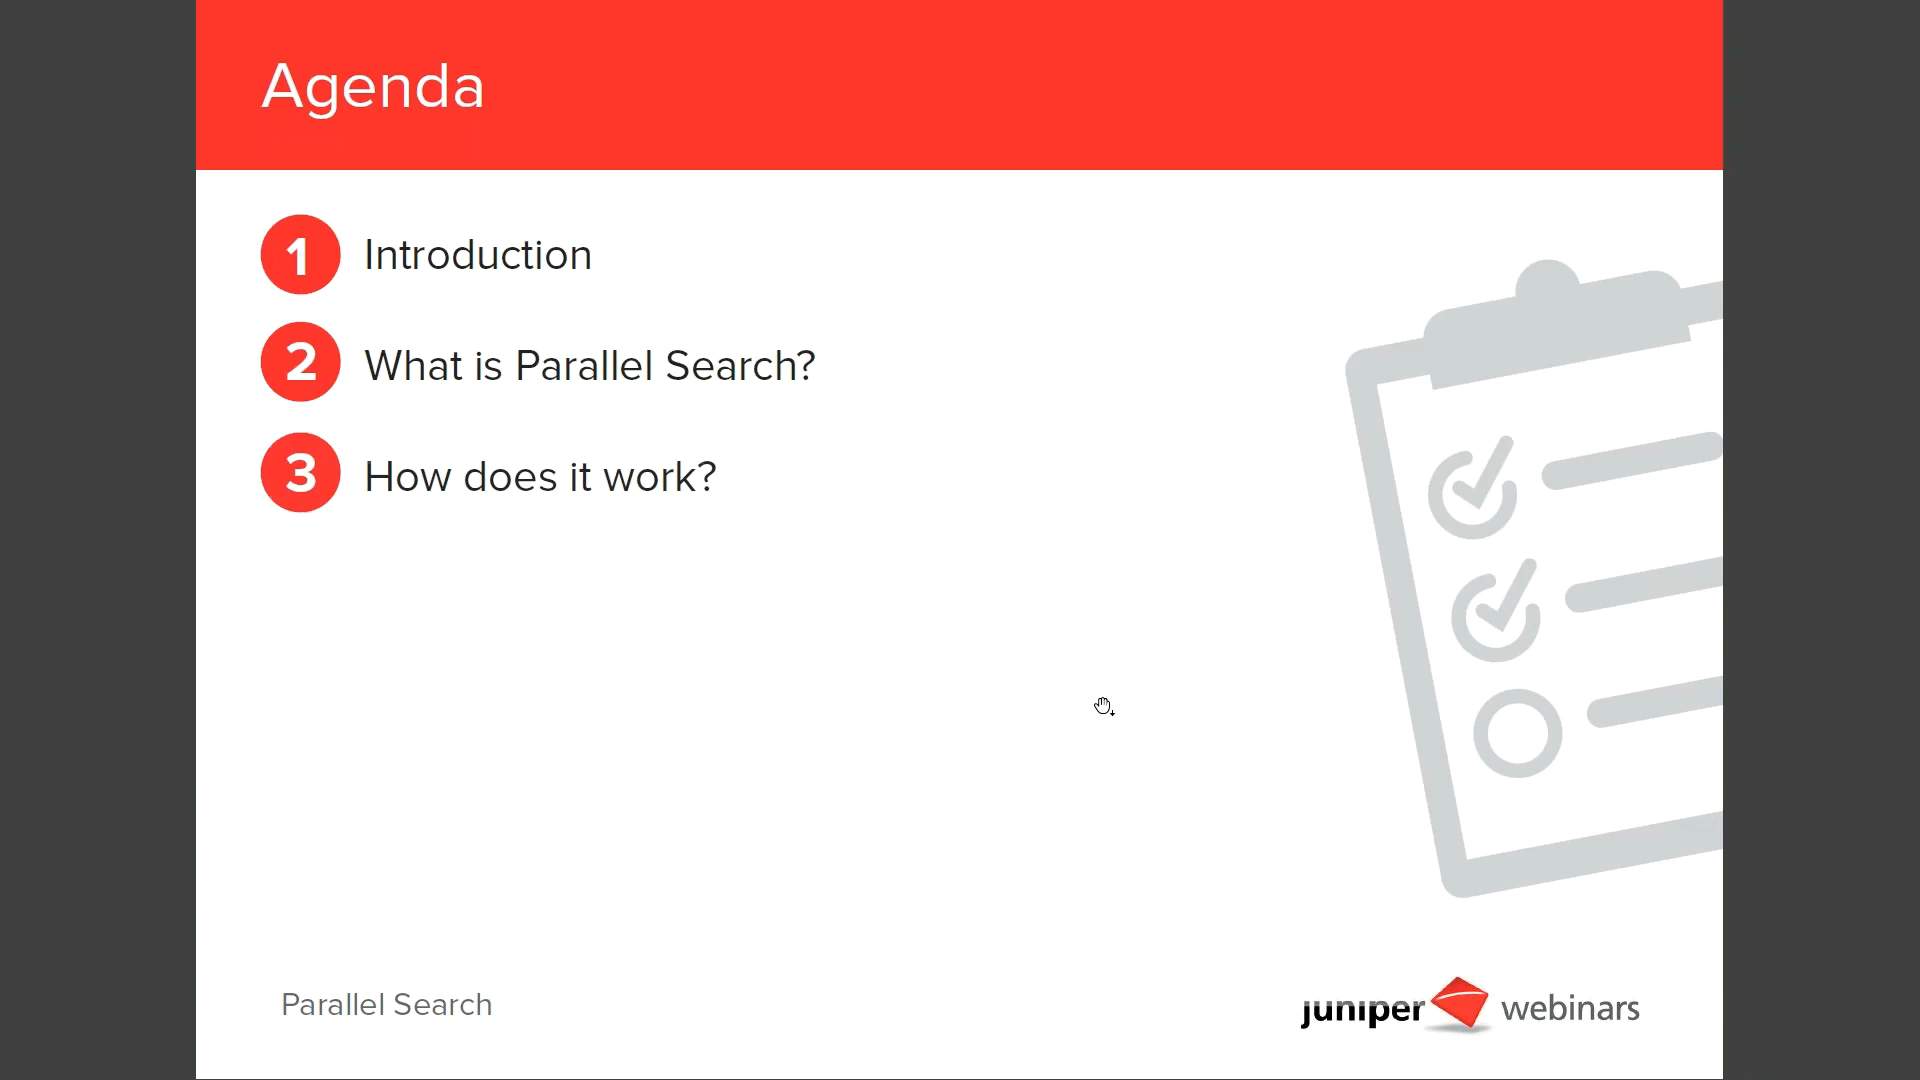 Agenda
1 Introduction
2 What is Parallel Search?
3 How does it work?
Parallel Search
juniper webinars